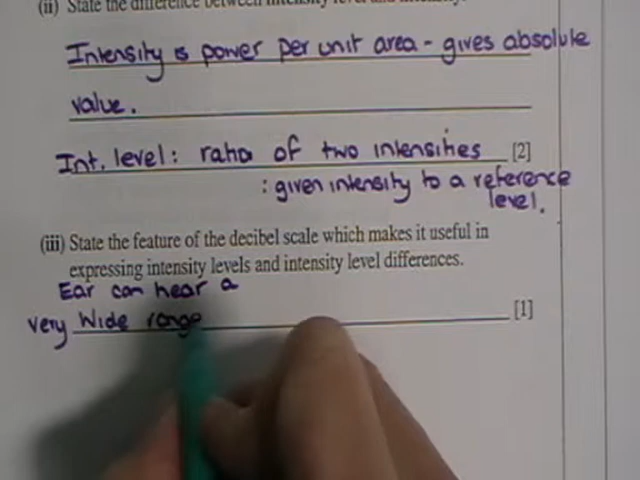 (ii) State the difference between intensity level and intensity.
Intensity is power per unit area - gives absolute
value.
Int. level: ratio of two intensities [2]
: given intensity to a reference
level.
(iii) State the feature of the decibel scale which makes it useful in
expressing intensity levels and intensity level differences.
Ear can hear a
very wide range [1]